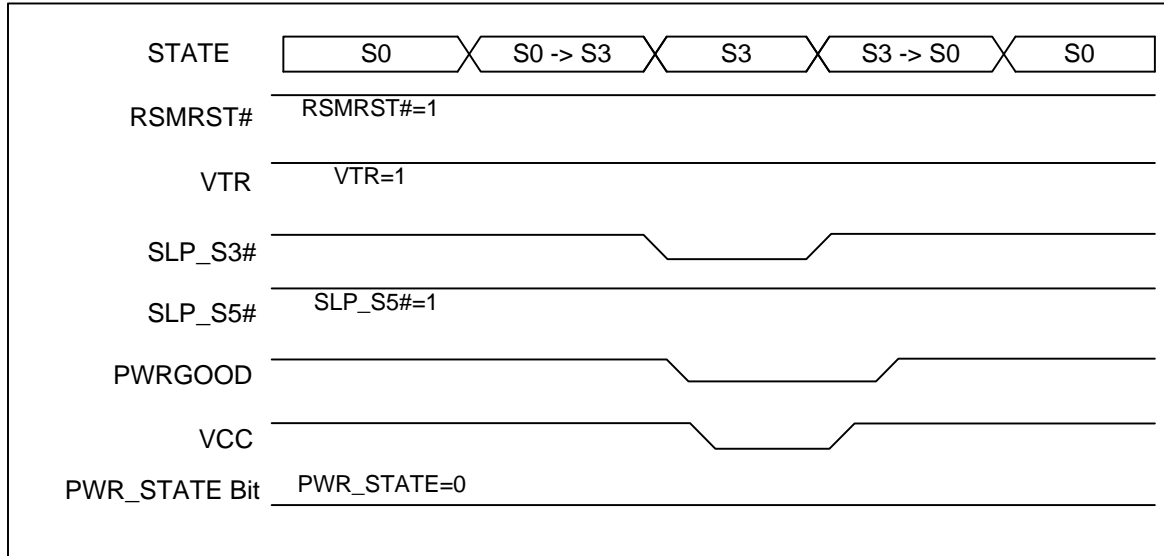 STATE S0 S0 -> S3 S3 S3 -> S0 S0
RSMRST# RSMRST#=1
VTR VTR=1
SLP_S3#
SLP_S5# SLP_S5#=1
PWRGOOD
VCC
PWR_STATE Bit PWR_STATE=0